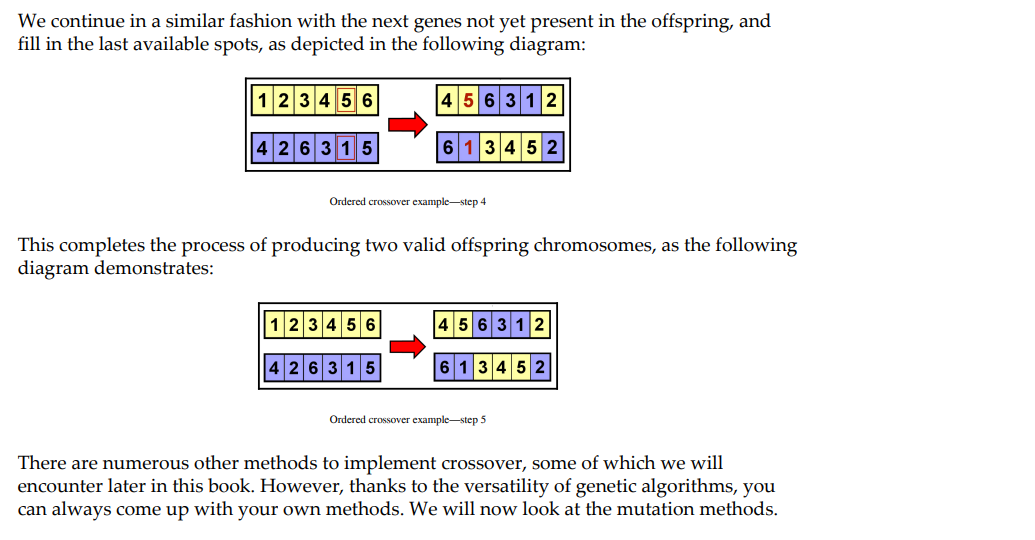 We continue in a similar fashion with the next genes not yet present in the offspring, and
fill in the last available spots, as depicted in the following diagram:
1 2 3 4 5 6
4 5 6 3 1 2
4 2 6 3 1 5
6 1 3 4 5 2
Ordered crossover example—step 4
This completes the process of producing two valid offspring chromosomes, as the following
diagram demonstrates:
1 2 3 4 5 6
4 5 6 3 1 2
4 2 6 3 1 5
6 1 3 4 5 2
Ordered crossover example—step 5
There are numerous other methods to implement crossover, some of which we will
encounter later in this book. However, thanks to the versatility of genetic algorithms, you
can always come up with your own methods. We will now look at the mutation methods.